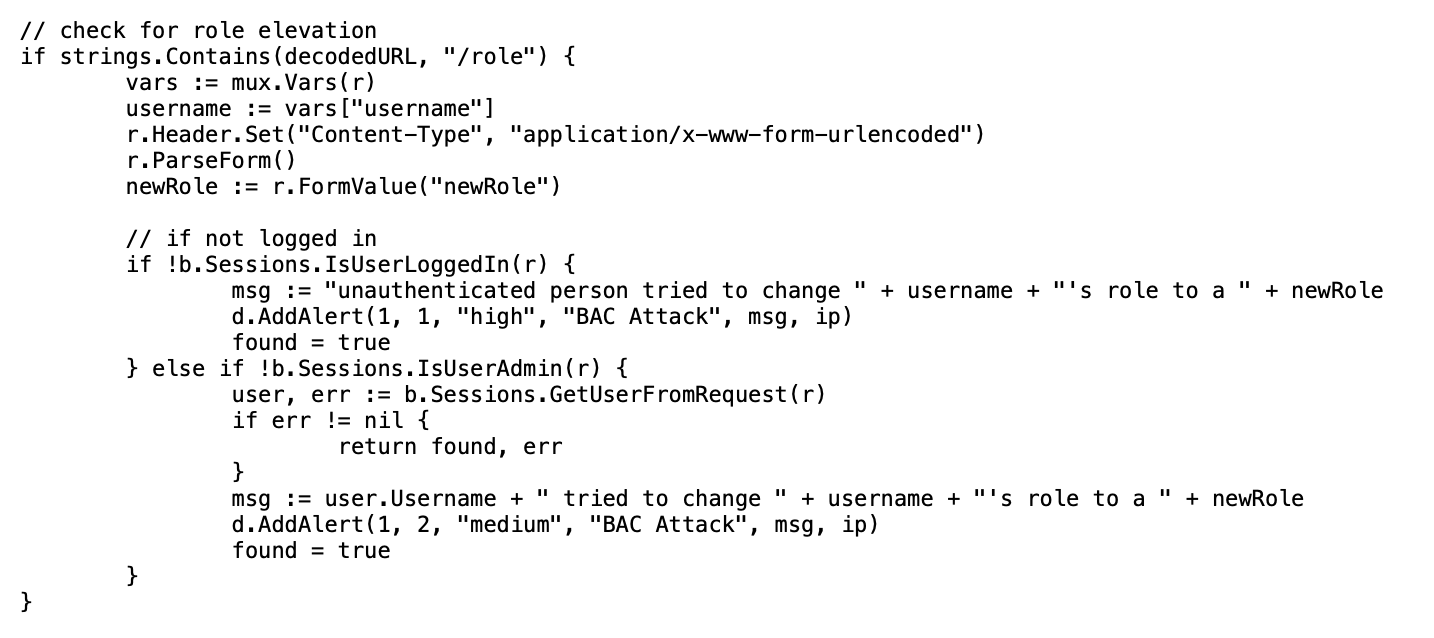 // check for role elevation
if strings.Contains(decodedURL, "/role") {
        vars := mux.Vars(r)
        username := vars["username"]
        r.Header.Set("Content-Type", "application/x-www-form-urlencoded")
        r.ParseForm()
        newRole := r.FormValue("newRole")

        // if not logged in
        if !b.Sessions.IsUserLoggedIn(r) {
                msg := "unauthenticated person tried to change " + username + "'s role to a " + newRole
                d.AddAlert(1, 1, "high", "BAC Attack", msg, ip)
                found = true
        } else if !b.Sessions.IsUserAdmin(r) {
                user, err := b.Sessions.GetUserFromRequest(r)
                if err != nil {
                        return found, err
                }
                msg := user.Username + " tried to change " + username + "'s role to a " + newRole
                d.AddAlert(1, 2, "medium", "BAC Attack", msg, ip)
                found = true
        }
}